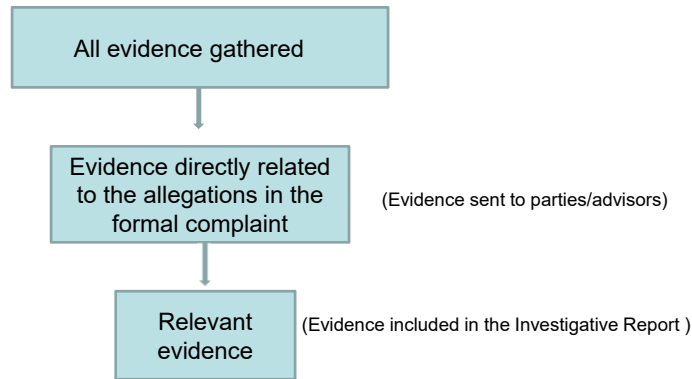 All evidence gathered
Evidence directly related
to the allegations in the
formal complaint
(Evidence sent to parties/advisors)
Relevant
evidence
(Evidence included in the Investigative Report )